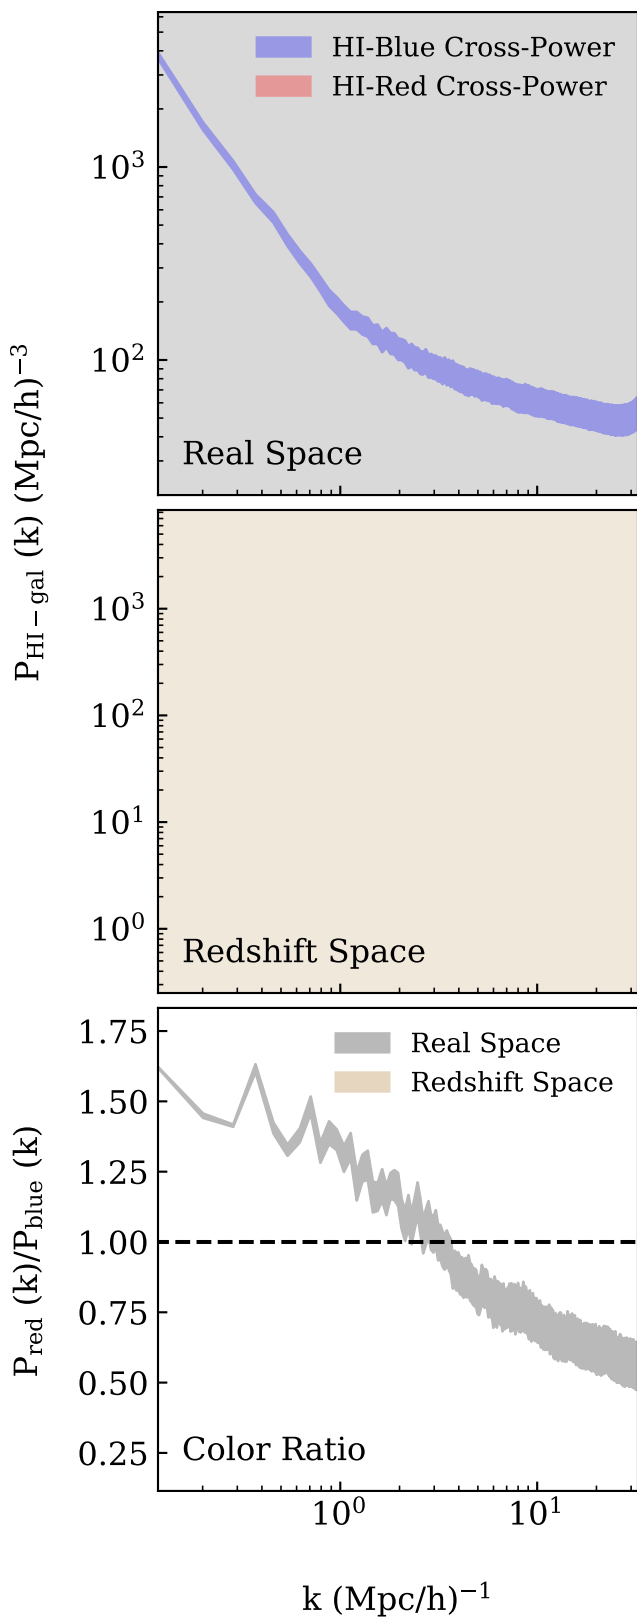 HI-Blue Cross-Power
HI-Red Cross-Power
10³
10²
Real Space
P_HI−gal (k) (Mpc/h)⁻³
10³
10²
10¹
10⁰
Redshift Space
1.75
1.50
1.25
1.00
0.75
0.50
0.25
Real Space
Redshift Space
P_red (k)/P_blue (k)
Color Ratio
10⁰ 10¹
k (Mpc/h)⁻¹